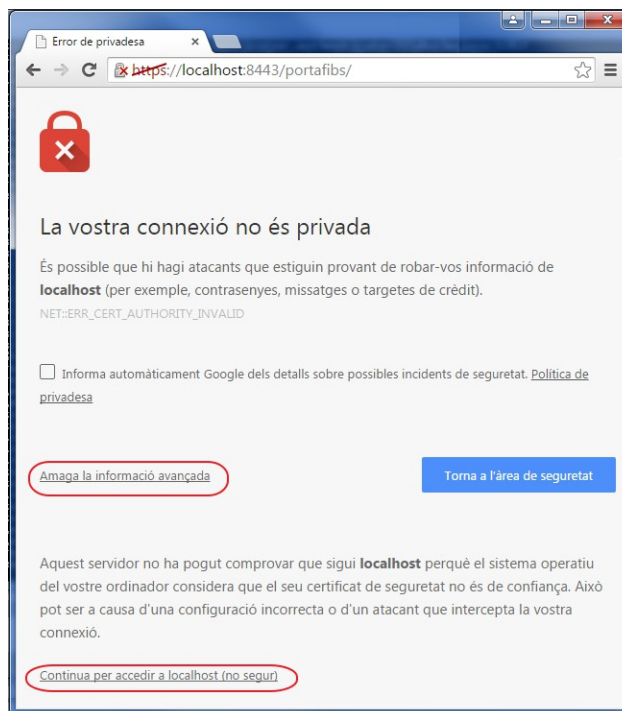 Error de privadesa
https://localhost:8443/portafibs/
La vostra connexió no és privada
És possible que hi hagi atacants que estiguin provant de robar-vos informació de
localhost (per exemple, contrasenyes, missatges o targetes de crèdit).
NET::ERR_CERT_AUTHORITY_INVALID
Informa automàticament Google dels detalls sobre possibles incidents de seguretat. Política de
privadesa
Amaga la informació avançada
Torna a l'àrea de seguretat
Aquest servidor no ha pogut comprovar que sigui localhost perquè el sistema operatiu
del vostre ordinador considera que el seu certificat de seguretat no és de confiança. Això
pot ser a causa d'una configuració incorrecta o d'un atacant que intercepta la vostra
connexió.
Continua per accedir a localhost (no segur)